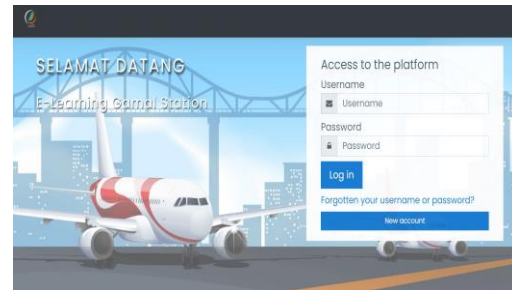 SELAMAT DATANG
E-Learning Gamal Station
Access to the platform
Username
Username
Password
Password
Log in
Forgotten your username or password?
New account